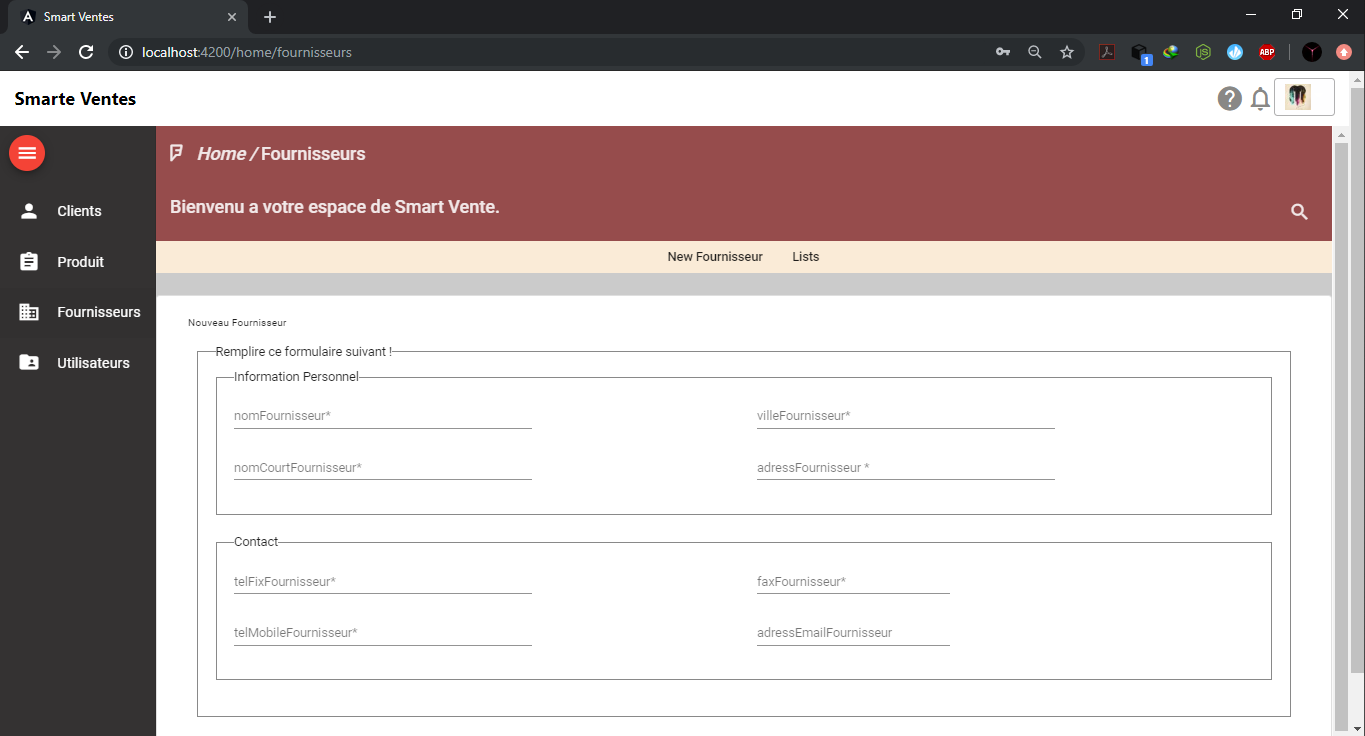 Smart Ventes
localhost:4200/home/fournisseurs
1
JS
ABP
Smarte Ventes
?
Home / Fournisseurs
Bienvenu a votre espace de Smart Vente.
Clients
Produit
Fournisseurs
Utilisateurs
New Fournisseur Lists
Nouveau Fournisseur
Remplire ce formulaire suivant !
Information Personnel
nomFournisseur* villeFournisseur*
nomCourtFournisseur* adressFournisseur *
Contact
telFixFournisseur* faxFournisseur*
telMobileFournisseur* adressEmailFournisseur